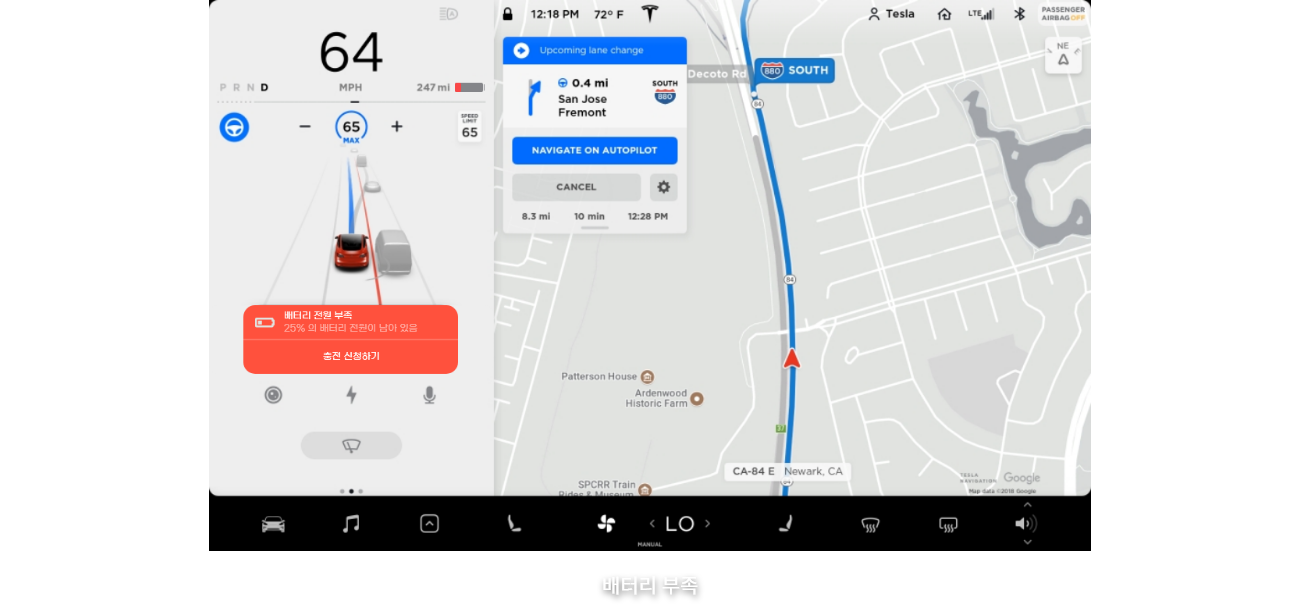 64
P R N D
MPH
247 mi
65
MAX
SPEED
LIMIT
65
배터리 전원 부족
25% 의 배터리 전원이 남아 있음
충전 신청하기
12:18 PM
72° F
Tesla
LTE
PASSENGER
AIRBAG OFF
Upcoming lane change
0.4 mi
San Jose
Fremont
SOUTH
880
NAVIGATE ON AUTOPILOT
CANCEL
8.3 mi
10 min
12:28 PM
Decoto Rd
880 SOUTH
NE
84
84
Patterson House
Ardenwood
Historic Farm
37
CA-84 E Newark, CA
84
SPCRR Train
Rides & Museum
TESLA
NAVIGATION
Google
Map data ©2018 Google
LO
MANUAL
배터리 부족